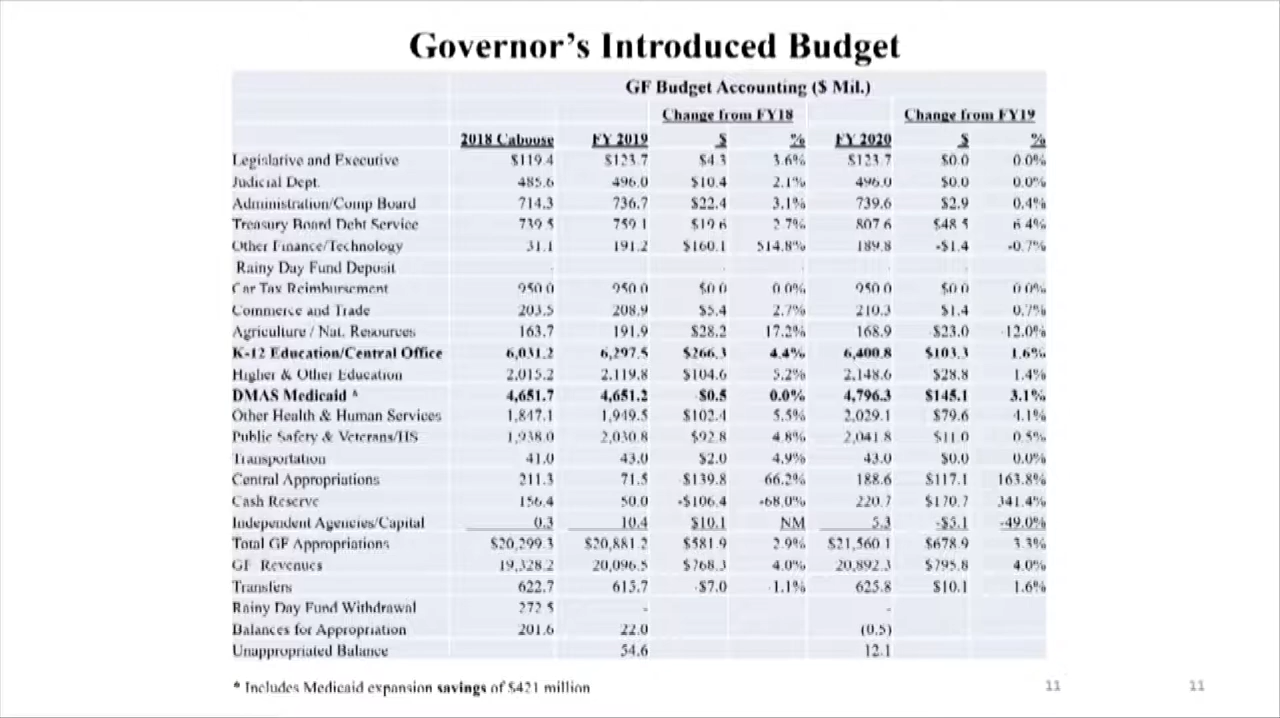 Governor's Introduced Budget
GF Budget Accounting ($ Mil.)
Change from FY18 Change from FY19
2018 Caboose FY 2019 $ % FY 2020 $ %
Legislative and Executive $119.4 $123.7 $4.3 3.6% $123.7 $0.0 0.0%
Judicial Dept. 485.6 496.0 $10.4 2.1% 496.0 $0.0 0.0%
Administration/Comp Board 714.3 736.7 $22.4 3.1% 739.6 $2.9 0.4%
Treasury Board Debt Service 739.5 759.1 $19.6 2.7% 807.6 $48.5 6.4%
Other Finance/Technology 31.1 191.2 $160.1 514.8% 189.8 -$1.4 -0.7%
Rainy Day Fund Deposit - - - - - - -
Car Tax Reimbursement 950.0 950.0 $0.0 0.0% 950.0 $0.0 0.0%
Commerce and Trade 203.5 208.9 $5.4 2.7% 210.3 $1.4 0.7%
Agriculture / Nat. Resources 163.7 191.9 $28.2 17.2% 168.9 -$23.0 -12.0%
K-12 Education/Central Office 6,031.2 6,297.5 $266.3 4.4% 6,400.8 $103.3 1.6%
Higher & Other Education 2,015.2 2,119.8 $104.6 5.2% 2,148.6 $28.8 1.4%
DMAS Medicaid * 4,651.7 4,651.2 -$0.5 0.0% 4,796.3 $145.1 3.1%
Other Health & Human Services 1,847.1 1,949.5 $102.4 5.5% 2,029.1 $79.6 4.1%
Public Safety & Veterans/HS 1,938.0 2,030.8 $92.8 4.8% 2,041.8 $11.0 0.5%
Transportation 41.0 43.0 $2.0 4.9% 43.0 $0.0 0.0%
Central Appropriations 211.3 71.5 -$139.8 -66.2% 188.6 $117.1 163.8%
Cash Reserve 156.4 50.0 -$106.4 -68.0% 220.7 $170.7 341.4%
Independent Agencies/Capital 0.3 10.4 $10.1 NM 5.3 -$5.1 -49.0%
Total GF Appropriations $20,299.3 $20,881.2 $581.9 2.9% $21,560.1 $678.9 3.3%
GF Revenues 19,328.2 20,096.5 $768.3 4.0% 20,892.3 $795.8 4.0%
Transfers 622.7 615.7 -$7.0 -1.1% 625.8 $10.1 1.6%
Rainy Day Fund Withdrawal 272.5 - -
Balances for Appropriation 201.6 22.0 (0.5)
Unappropriated Balance 54.6 12.1
* Includes Medicaid expansion savings of $421 million
11 11